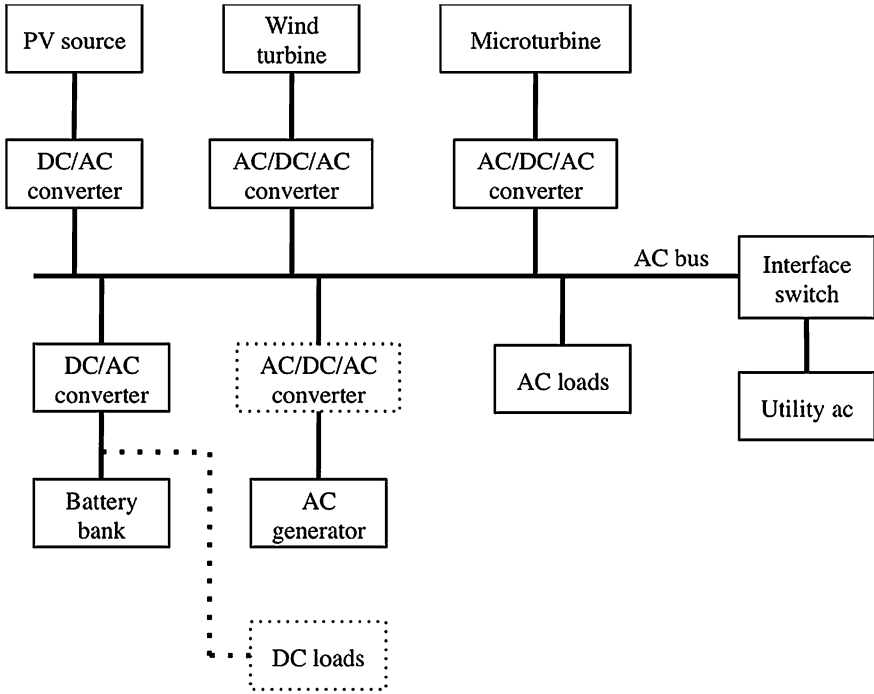 PV source
Wind
turbine
Microturbine
DC/AC
converter
AC/DC/AC
converter
AC/DC/AC
converter
AC bus
Interface
switch
DC/AC
converter
AC/DC/AC
converter
AC loads
Utility ac
Battery
bank
AC
generator
DC loads